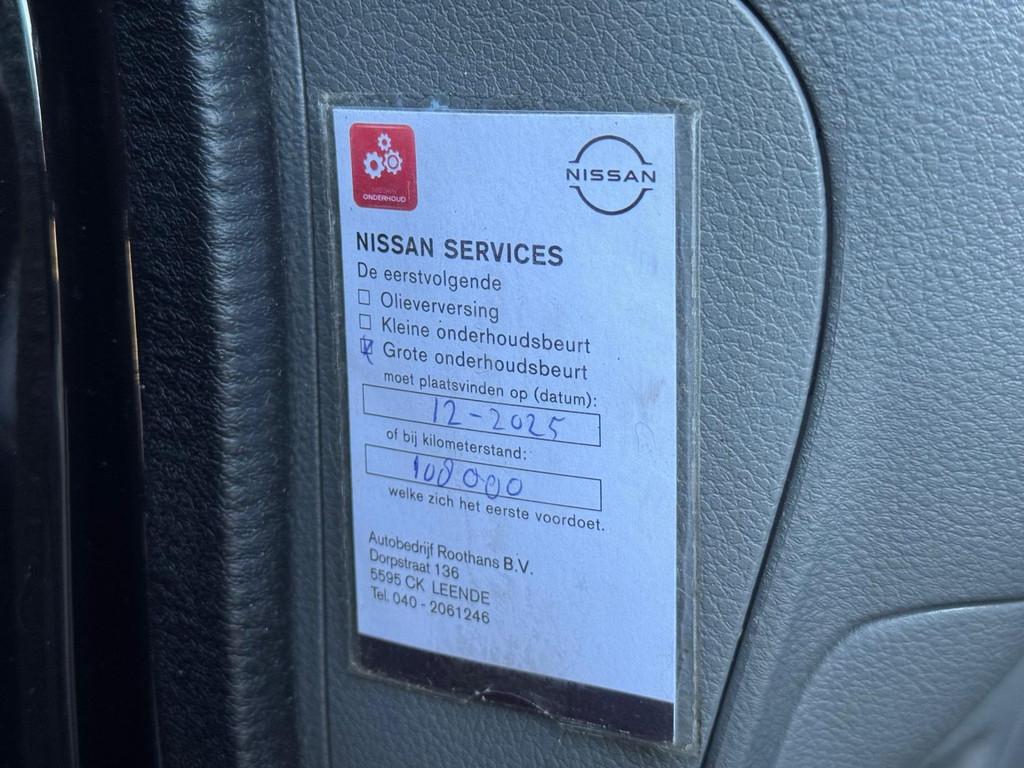 NISSAN
ONDERHOUD
NISSAN
NISSAN SERVICES
De eerstvolgende
Olieverversing
Kleine onderhoudsbeurt
Grote onderhoudsbeurt
moet plaatsvinden op (datum):
12-2025
of bij kilometerstand:
108000
welke zich het eerste voordoet.
Autobedrijf Roothans B.V.
Dorpstraat 136
5595 CK LEENDE
Tel. 040 - 2061246